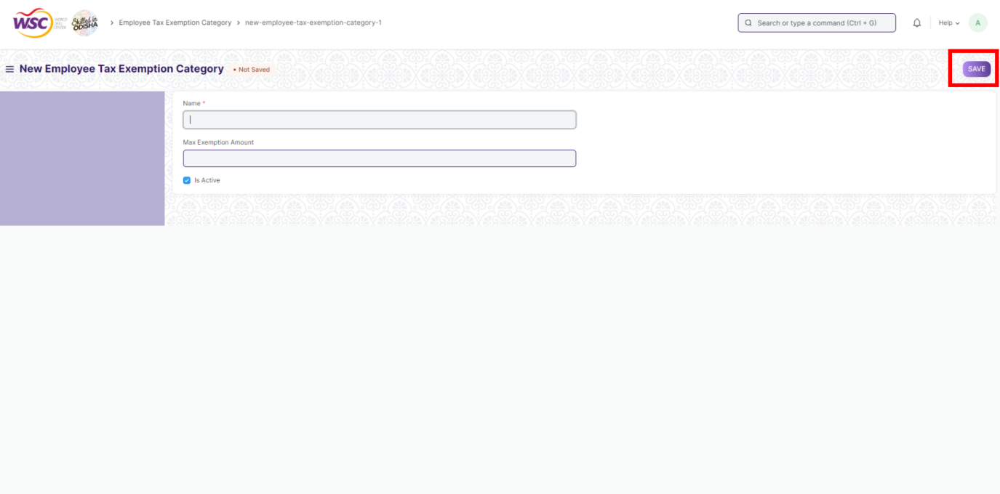 WSC WORLD SKILL CENTER Skilled in ODISHA > Employee Tax Exemption Category > new-employee-tax-exemption-category-1 Search or type a command (Ctrl + G) Help A
New Employee Tax Exemption Category • Not Saved SAVE
Name *
Max Exemption Amount
Is Active